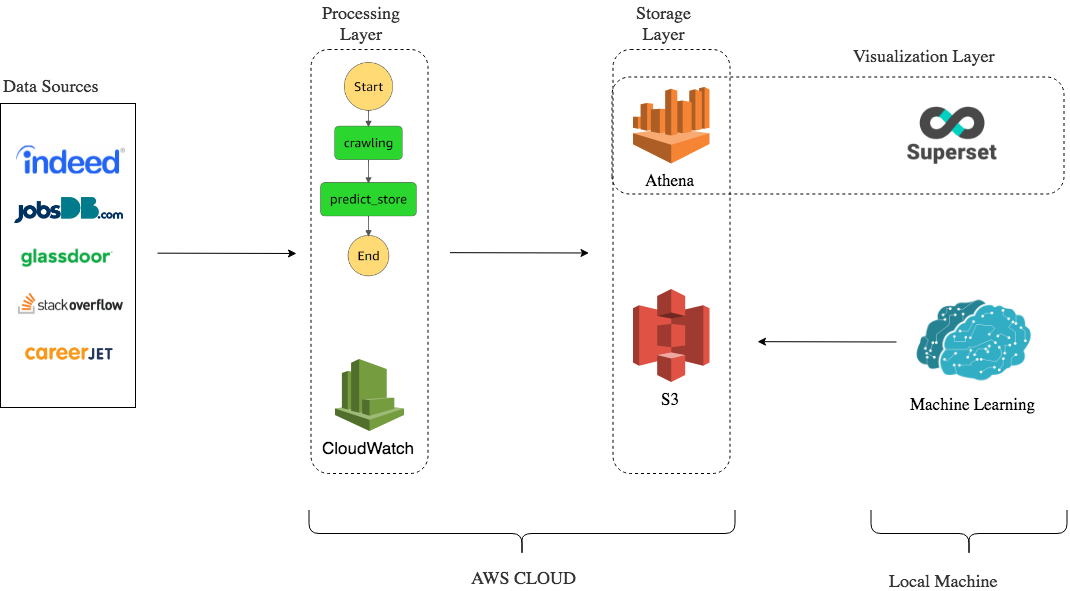 Data Sources
indeed®
jobsDB.com
glassdoor
stackoverflow
careerJET
Processing
Layer
Start
crawling
predict_store
End
CloudWatch
Storage
Layer
Athena
S3
Visualization Layer
Superset
Machine Learning
AWS CLOUD
Local Machine